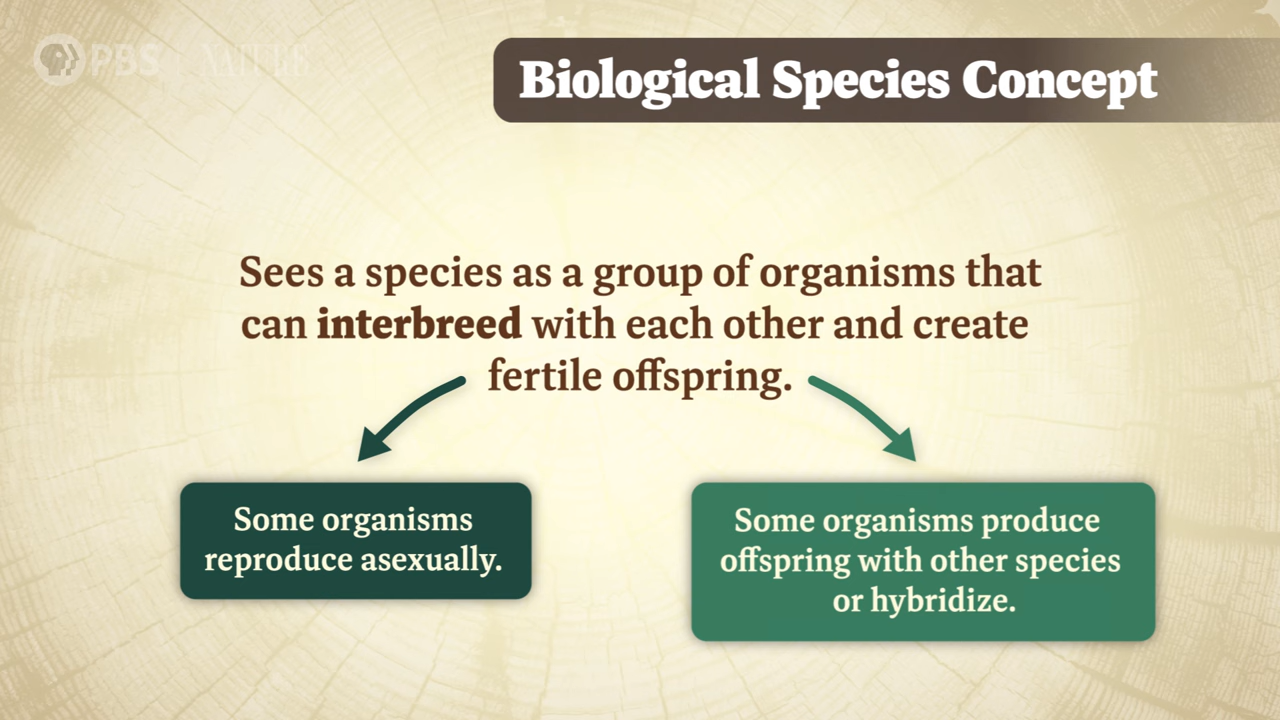 PBS NATURE
Biological Species Concept
Sees a species as a group of organisms that
can interbreed with each other and create
fertile offspring.
Some organisms
reproduce asexually.
Some organisms produce
offspring with other species
or hybridize.